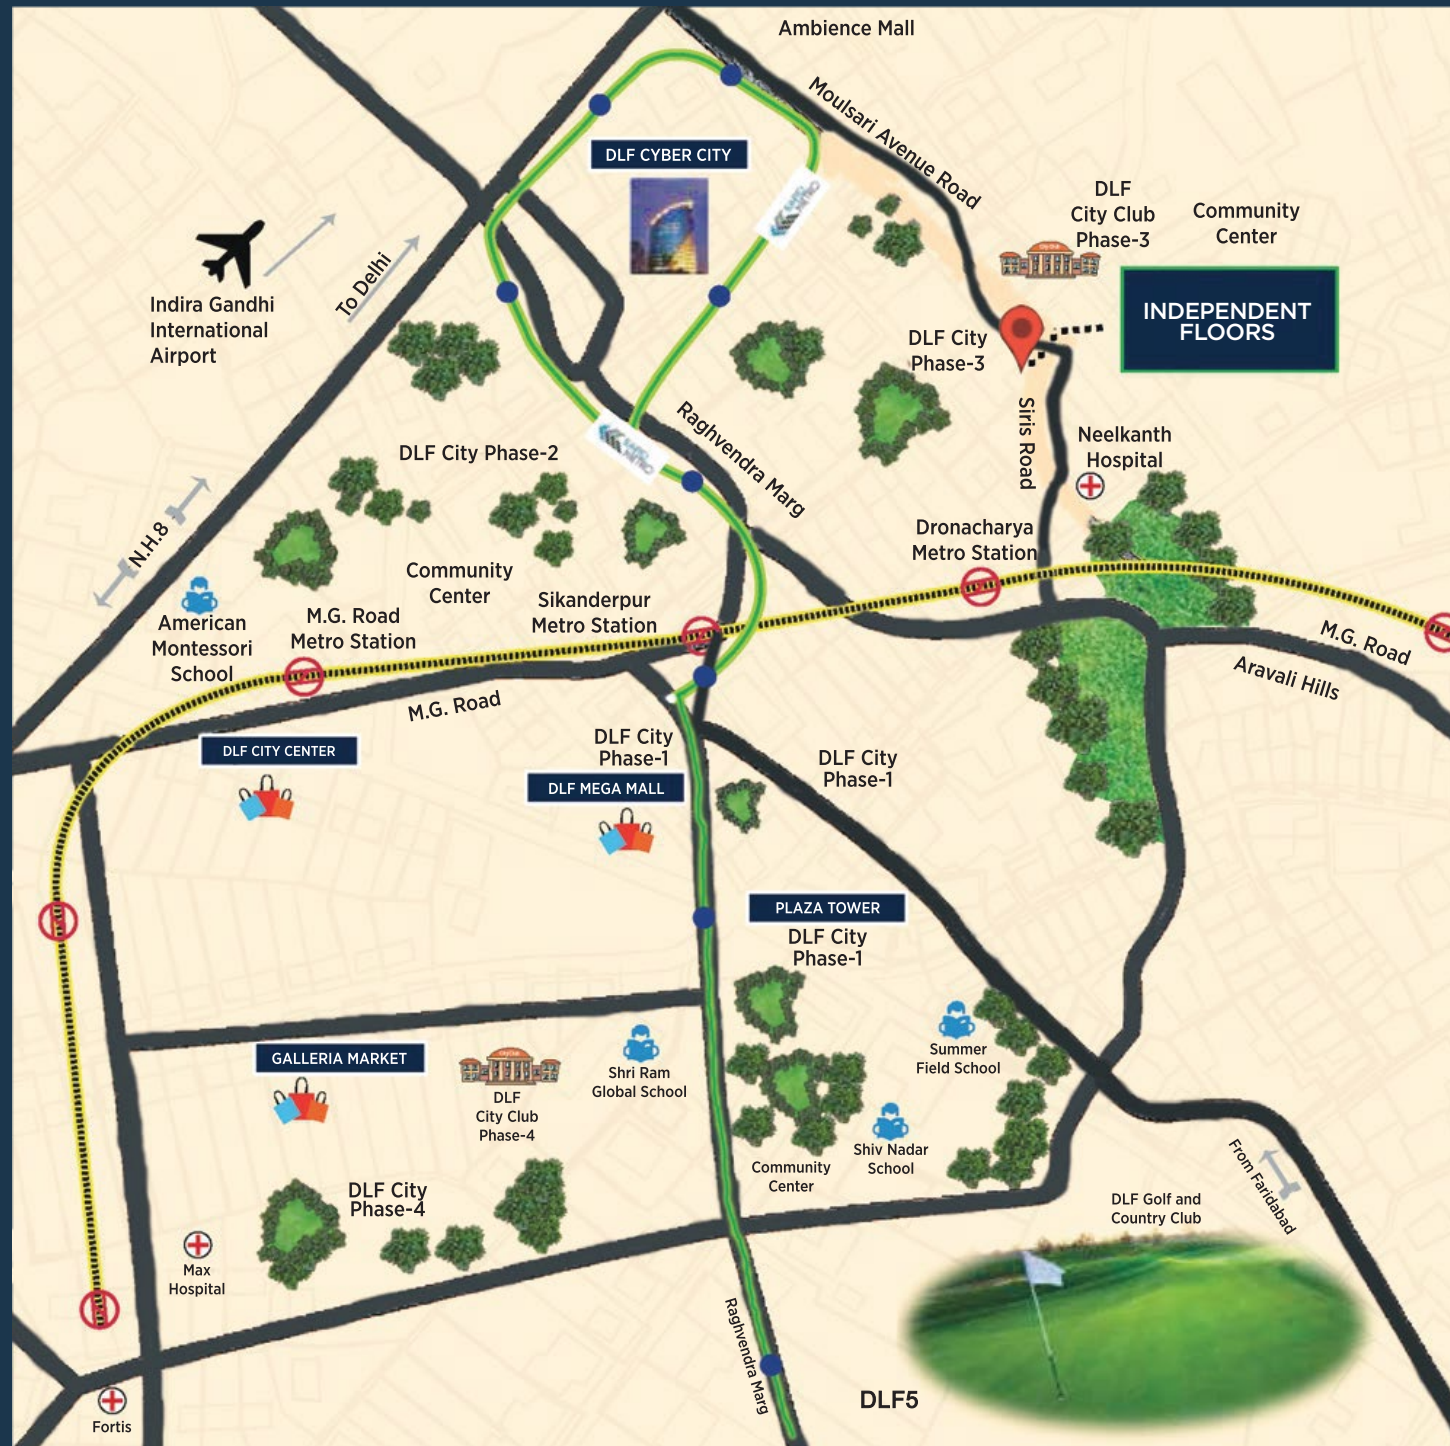 Ambience Mall
Moulsari Avenue Road
DLF CYBER CITY
RAPID
METRO
DLF
City Club
Phase-3
Community
Center
INDEPENDENT
FLOORS
Indira Gandhi
International
Airport
To Delhi
DLF City
Phase-3
Siris Road
Neelkanth
Hospital
Raghvendra Marg
RAPID
METRO
DLF City Phase-2
N.H.8
Dronacharya
Metro Station
Community
Center
Sikanderpur
Metro Station
M.G. Road
Metro Station
American
Montessori
School
M.G. Road
M.G. Road
Aravali Hills
DLF CITY CENTER
DLF City
Phase-1
DLF MEGA MALL
DLF City
Phase-1
PLAZA TOWER
DLF City
Phase-1
GALLERIA MARKET
DLF
City Club
Phase-4
Shri Ram
Global School
Summer
Field School
Shiv Nadar
School
Community
Center
DLF City
Phase-4
Max
Hospital
From Faridabad
DLF Golf and
Country Club
Raghvendra Marg
DLF5
Fortis